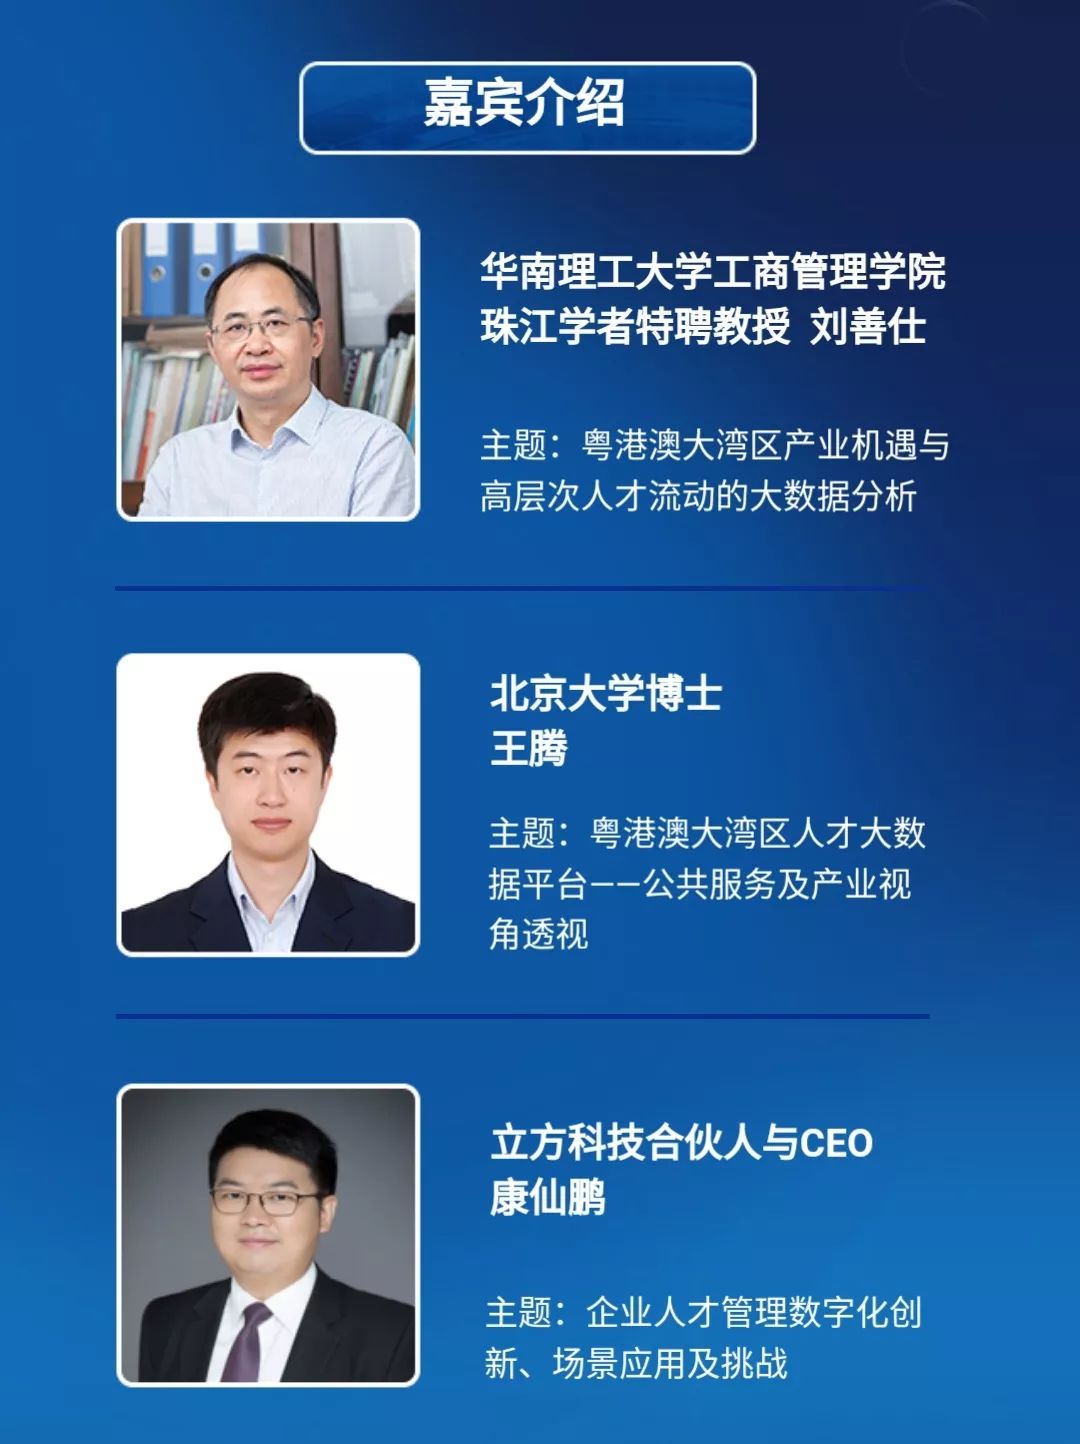 嘉宾介绍
华南理工大学工商管理学院
珠江学者特聘教授 刘善仕
主题：粤港澳大湾区产业机遇与
高层次人才流动的大数据分析
北京大学博士
王腾
主题：粤港澳大湾区人才大数
据平台——公共服务及产业视
角透视
立方科技合伙人与CEO
康仙鹏
主题：企业人才管理数字化创
新、场景应用及挑战